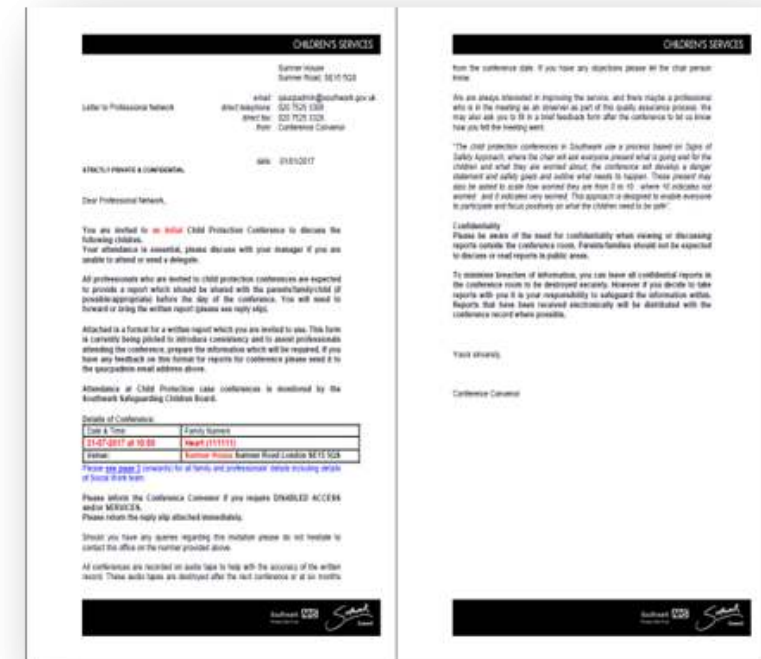 CHILDREN'S SERVICES
Sumner House
Sumner Road, SE15 5QS
Letter to Professional Network
email
direct telephone 020 7525
direct fax 020 7525
from Conference Convenor
date 01/01/2017
STRICTLY PRIVATE & CONFIDENTIAL
Dear Professional Network,
You are invited to an Initial Child Protection Conference to discuss the
following children.
Your attendance is essential, please discuss with your manager if you are
unable to attend or send a delegate.
All professionals who are invited to child protection conferences are expected
to provide a report which should be shared with the parents/family/child (if
possible/appropriate) before the day of the conference. You will need to
forward or bring the written report (please see reply slip).
Attached is a format for a written report which you are invited to use. This form
is currently being piloted to introduce consistency and to assist professionals
attending the conference, prepare the information which will be required. If you
have any feedback on this format for reports for conference please send it to
the qaucpadmin email address above.
Attendance at Child Protection case conferences is monitored by the
Southwark Safeguarding Children Board.
Details of Conference:
Date & Time: Family Name/s
-07-2017 at Heart (111111)
Venue: Sumner House Sumner Road London SE15 5QS
Please see page 3 (onwards) for all family and professionals' details including details
of Social Work team.
Please inform the Conference Convenor if you require DISABLED ACCESS
and/or SERVICES.
Please return the reply slip attached immediately.
Should you have any queries regarding this invitation please do not hesitate to
contact this office on the number provided above.
All conferences are recorded on audio tape to help with the accuracy of the written
record. These audio tapes are destroyed after the next conference or at six months
Southwark NHS
Southwark
Council
CHILDREN'S SERVICES
from the conference date. If you have any objections please let the chair person
know.
We are always interested in improving the service, and there maybe a professional
who is in the meeting as an observer as part of this quality assurance process. We
may also ask you to fill in a brief feedback form after the conference to let us know
how you felt the meeting went.
"The child protection conferences in Southwark use a process based on Signs of
Safety Approach, where the chair will ask everyone present what is going well for the
children and what they are worried about, the conference will develop a danger
statement and safety goals and outline what needs to happen. Those present may
also be asked to scale how worried they are from 0 to 10 - where 10 indicates not
worried and 0 indicates very worried. This approach is designed to enable everyone
to participate and focus positively on what the children need to be safe".
Confidentiality
Please be aware of the need for confidentiality when viewing or discussing
reports outside the conference room. Parents/families should not be expected
to discuss or read reports in public areas.
To minimise breaches of information, you can leave all confidential reports in
the conference room to be destroyed securely. However if you decide to take
reports with you it is your responsibility to safeguard the information within.
Reports that have been received electronically will be distributed with the
conference record where possible.
Yours sincerely,
Conference Convenor
Southwark NHS
Southwark
Council